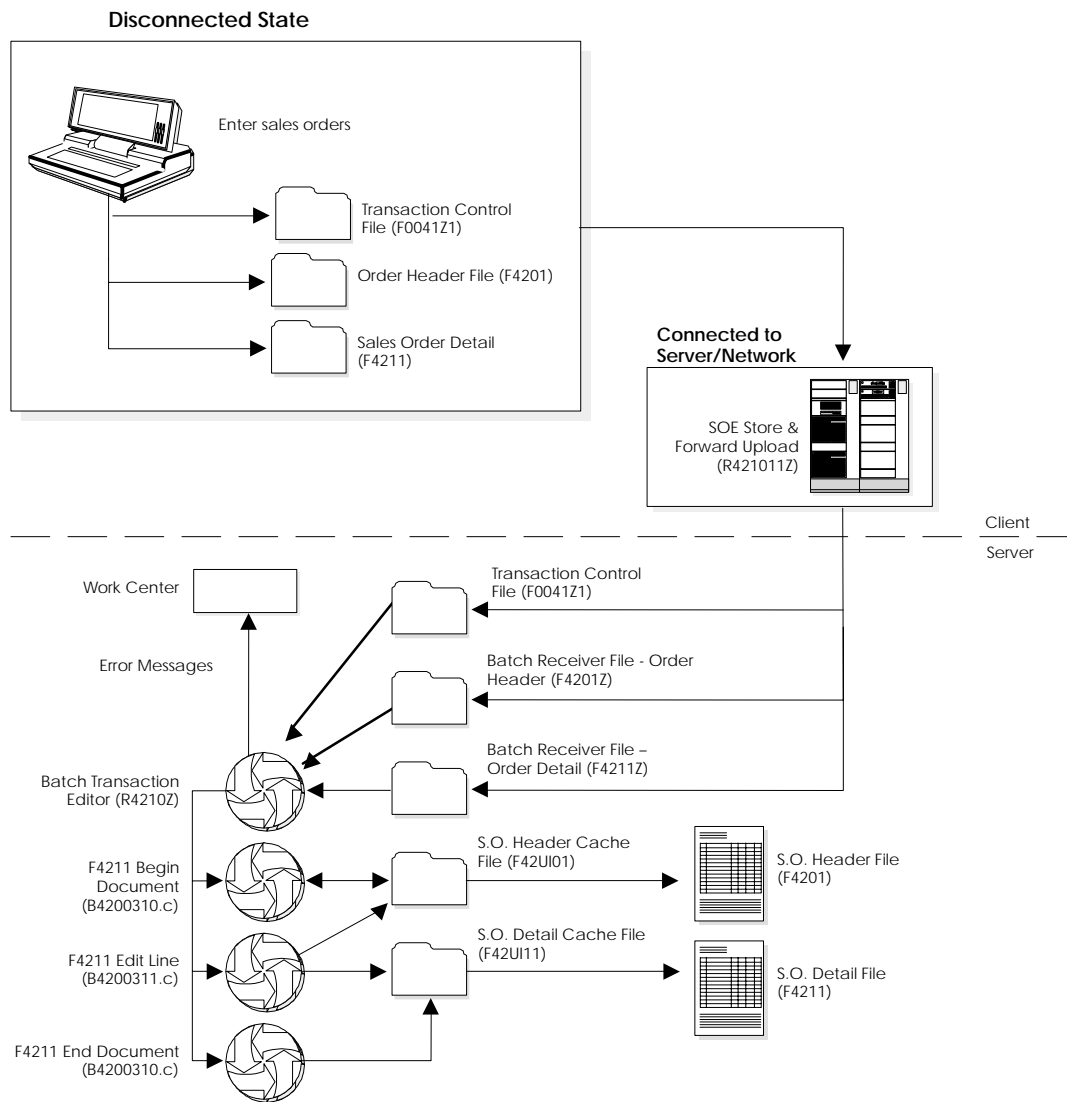 Disconnected State
Enter sales orders
Transaction Control
File (F0041Z1)
Order Header File (F4201)
Sales Order Detail
(F4211)
Connected to
Server/Network
SOE Store &
Forward Upload
(R421011Z)
Client
Server
Work Center
Transaction Control
File (F0041Z1)
Error Messages
Batch Receiver File - Order
Header (F4201Z)
Batch Receiver File –
Order Detail (F4211Z)
Batch Transaction
Editor (R4210Z)
S.O. Header Cache
File (F42UI01)
S.O. Header File
(F4201)
F4211 Begin
Document
(B4200310.c)
S.O. Detail Cache File
(F42UI11)
S.O. Detail File
(F4211)
F4211 Edit Line
(B4200311.c)
F4211 End Document
(B4200310.c)